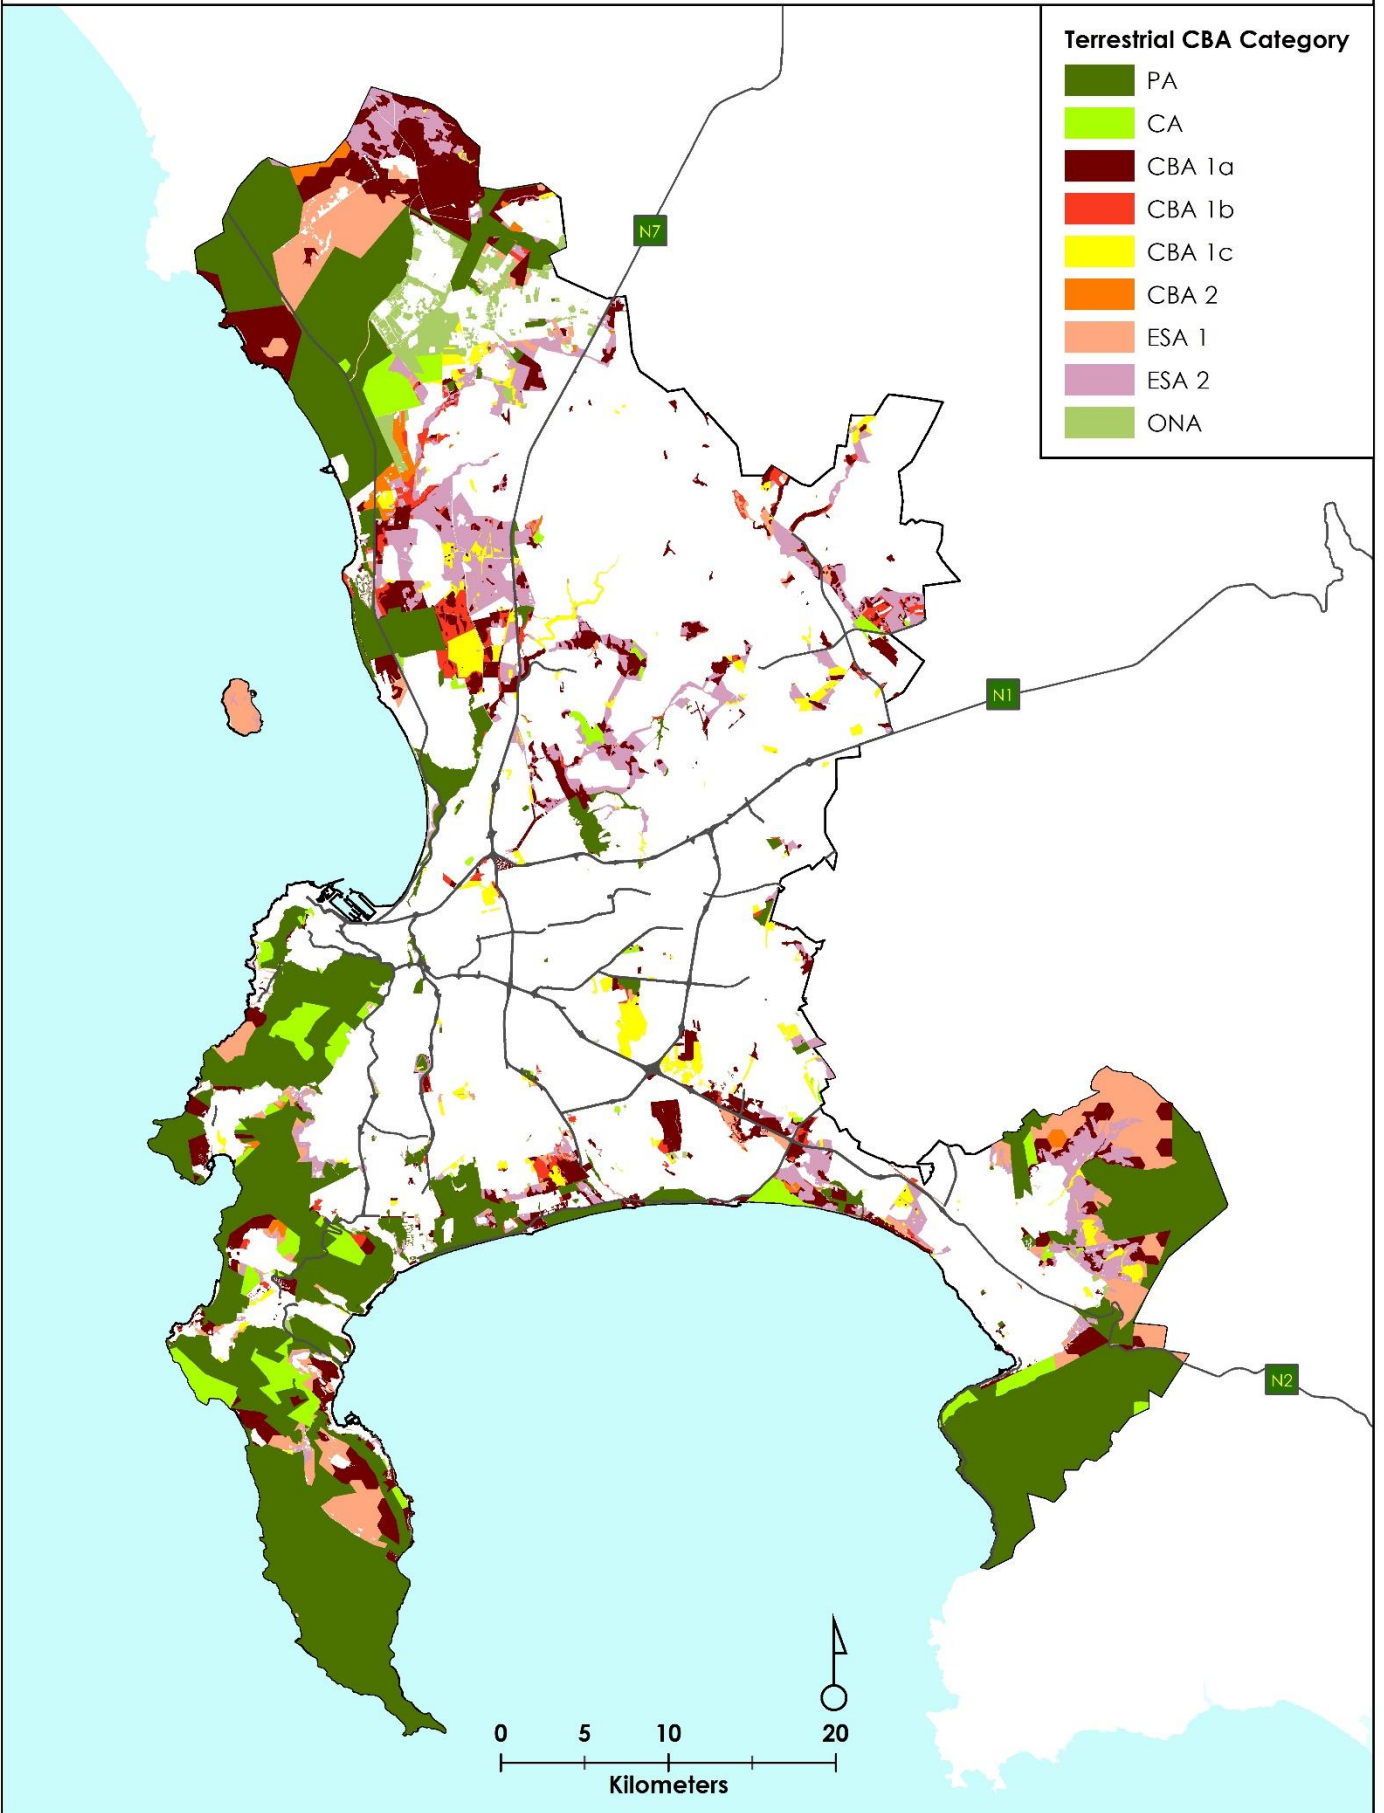 Terrestrial CBA Category
PA
CA
CBA 1a
CBA 1b
CBA 1c
CBA 2
ESA 1
ESA 2
ONA
N7
N1
N2
0 5 10 20
Kilometers